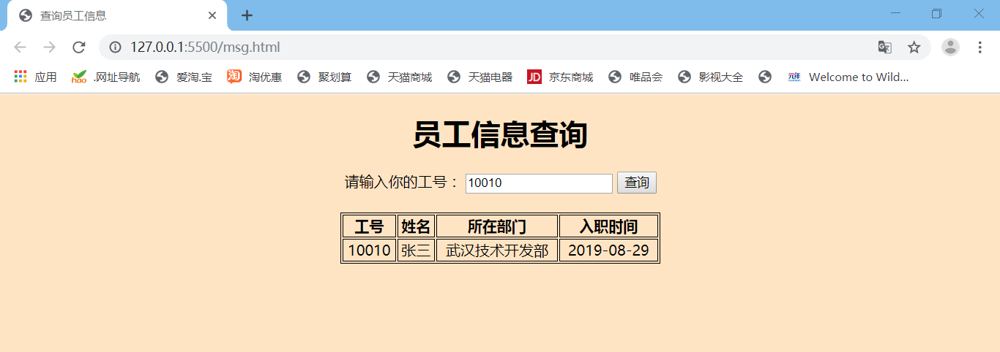 查询员工信息
127.0.0.1:5500/msg.html
应用 hao .网址导航 爱淘.宝 淘 淘优惠 聚划算 天猫商城 天猫电器 JD 京东商城 唯品会 影视大全 Welcome to Wild...
员工信息查询
请输入你的工号： 10010 查询
工号 姓名 所在部门 入职时间
10010 张三 武汉技术开发部 2019-08-29